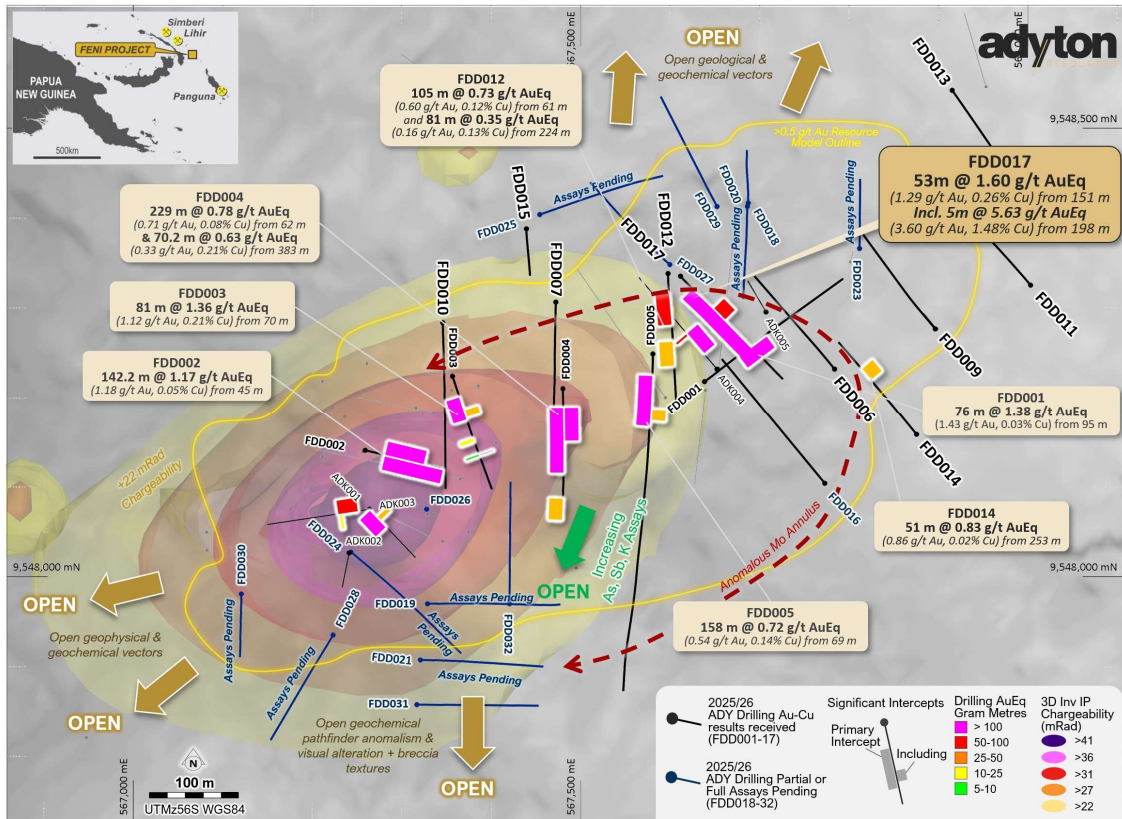 Simberi
Lihir
FENI PROJECT
PAPUA
NEW GUINEA
Panguna
500km
567,500 mE
adyton
RESOURCES
9,548,500 mN
OPEN
Open geological &
geochemical vectors
>0.5 g/t Au Resource
Model Outline
FDD013
FDD012
105 m @ 0.73 g/t AuEq
(0.60 g/t Au, 0.12% Cu) from 61 m
and 81 m @ 0.35 g/t AuEq
(0.16 g/t Au, 0.13% Cu) from 224 m
FDD017
53m @ 1.60 g/t AuEq
(1.29 g/t Au, 0.26% Cu) from 151 m
Incl. 5m @ 5.63 g/t AuEq
(3.60 g/t Au, 1.48% Cu) from 198 m
FDD004
229 m @ 0.78 g/t AuEq
(0.71 g/t Au, 0.08% Cu) from 62 m
& 70.2 m @ 0.63 g/t AuEq
(0.33 g/t Au, 0.21% Cu) from 383 m
FDD003
81 m @ 1.36 g/t AuEq
(1.12 g/t Au, 0.21% Cu) from 70 m
FDD002
142.2 m @ 1.17 g/t AuEq
(1.18 g/t Au, 0.05% Cu) from 45 m
FDD015
FDD025
Assays Pending
FDD012
FDD017
FDD027
FDD029
FDD020
FDD018
Assays Pending
Assays Pending
FDD023
FDD011
FDD009
FDD006
FDD014
FDD016
FDD010
FDD007
FDD003
FDD004
FDD005
FDD001
ADK004
ADK005
FDD002
ADK001
ADK003
ADK002
FDD026
FDD024
FDD001
76 m @ 1.38 g/t AuEq
(1.43 g/t Au, 0.03% Cu) from 95 m
FDD014
51 m @ 0.83 g/t AuEq
(0.86 g/t Au, 0.02% Cu) from 253 m
FDD005
158 m @ 0.72 g/t AuEq
(0.54 g/t Au, 0.14% Cu) from 69 m
+22 mRad
Chargeability
Increasing
As, Sb, K Assays
OPEN
Anomalous Mo Annulus
9,548,000 mN
9,548,000 mN
OPEN
Open geophysical &
geochemical vectors
OPEN
FDD030
Assays Pending
FDD028
Assays Pending
FDD019
Assays Pending
Assays
Pending
FDD032
FDD021
Assays Pending
FDD031
Open geochemical
pathfinder anomalism &
visual alteration + breccia
textures
OPEN
N
100 m
UTMz56S WGS84
567,000 mE
567,500 mE
2025/26
ADY Drilling Au-Cu
results received
(FDD001-17)
2025/26
ADY Drilling Partial or
Full Assays Pending
(FDD018-32)
Significant Intercepts
Primary
Intercept
Including
Drilling AuEq
Gram Metres
> 100
50-100
25-50
10-25
5-10
3D Inv IP
Chargeability
(mRad)
>41
>36
>31
>27
>22